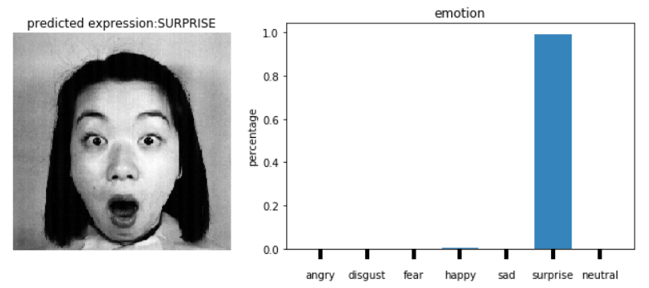 predicted expression:SURPRISE
emotion
percentage
1.0
0.8
0.6
0.4
0.2
0.0
angry disgust fear happy sad surprise neutral